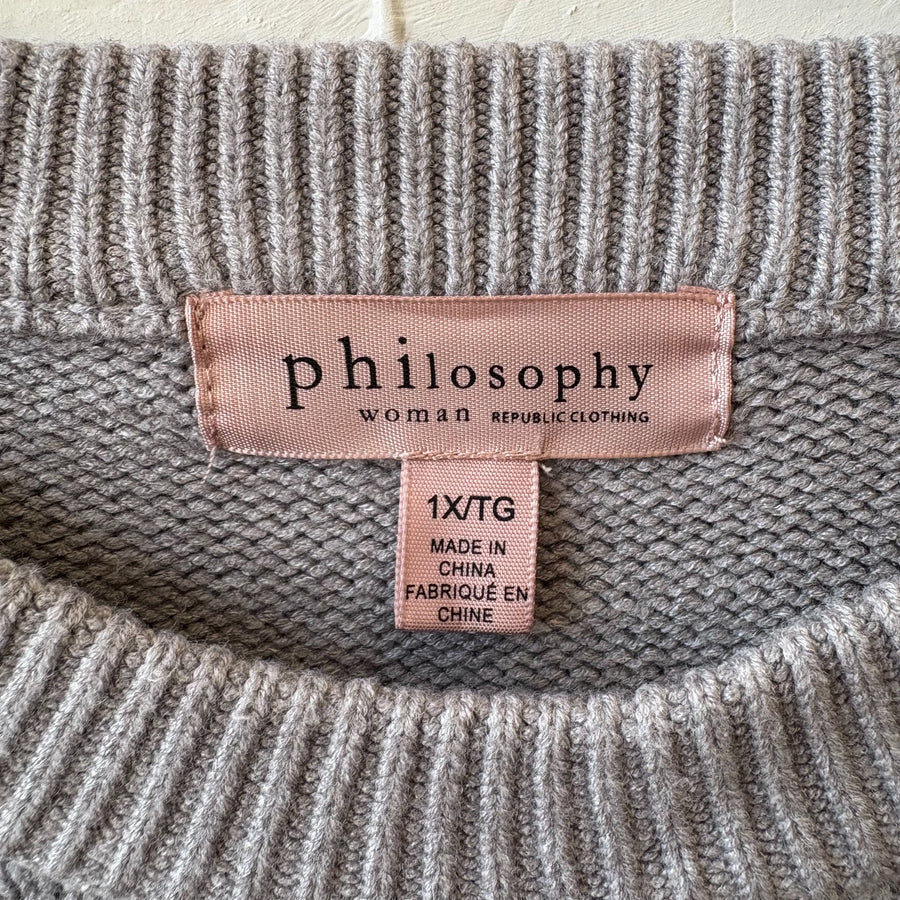 philosophy
woman REPUBLIC CLOTHING
1X/TG
MADE IN
CHINA
FABRIQUÉ EN
CHINE